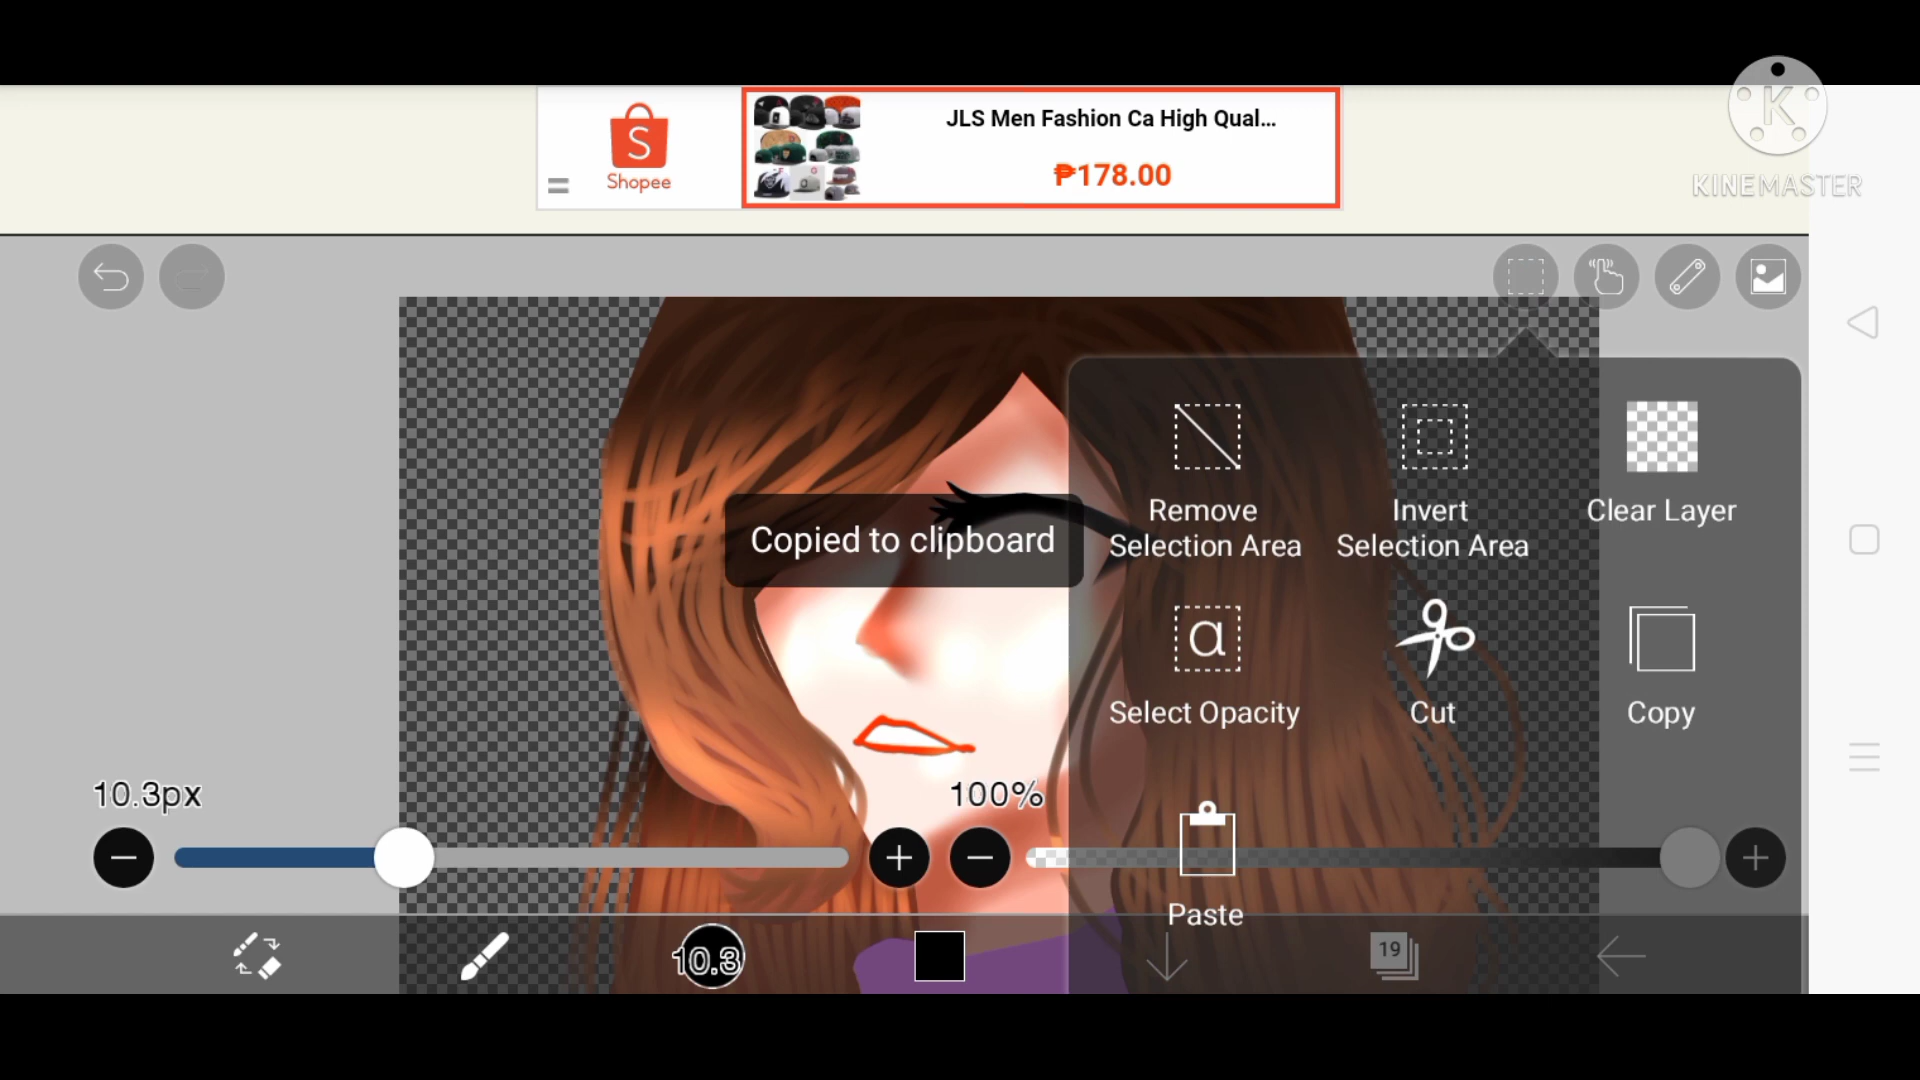 JLS Men Fashion Ca High Qual...
S
Shopee
₱178.00
K
KINEMASTER
Remove
Selection Area
Invert
Selection Area
Clear Layer
Copied to clipboard
α
Select Opacity
Cut
Copy
10.3px
100%
Paste
10.3
19